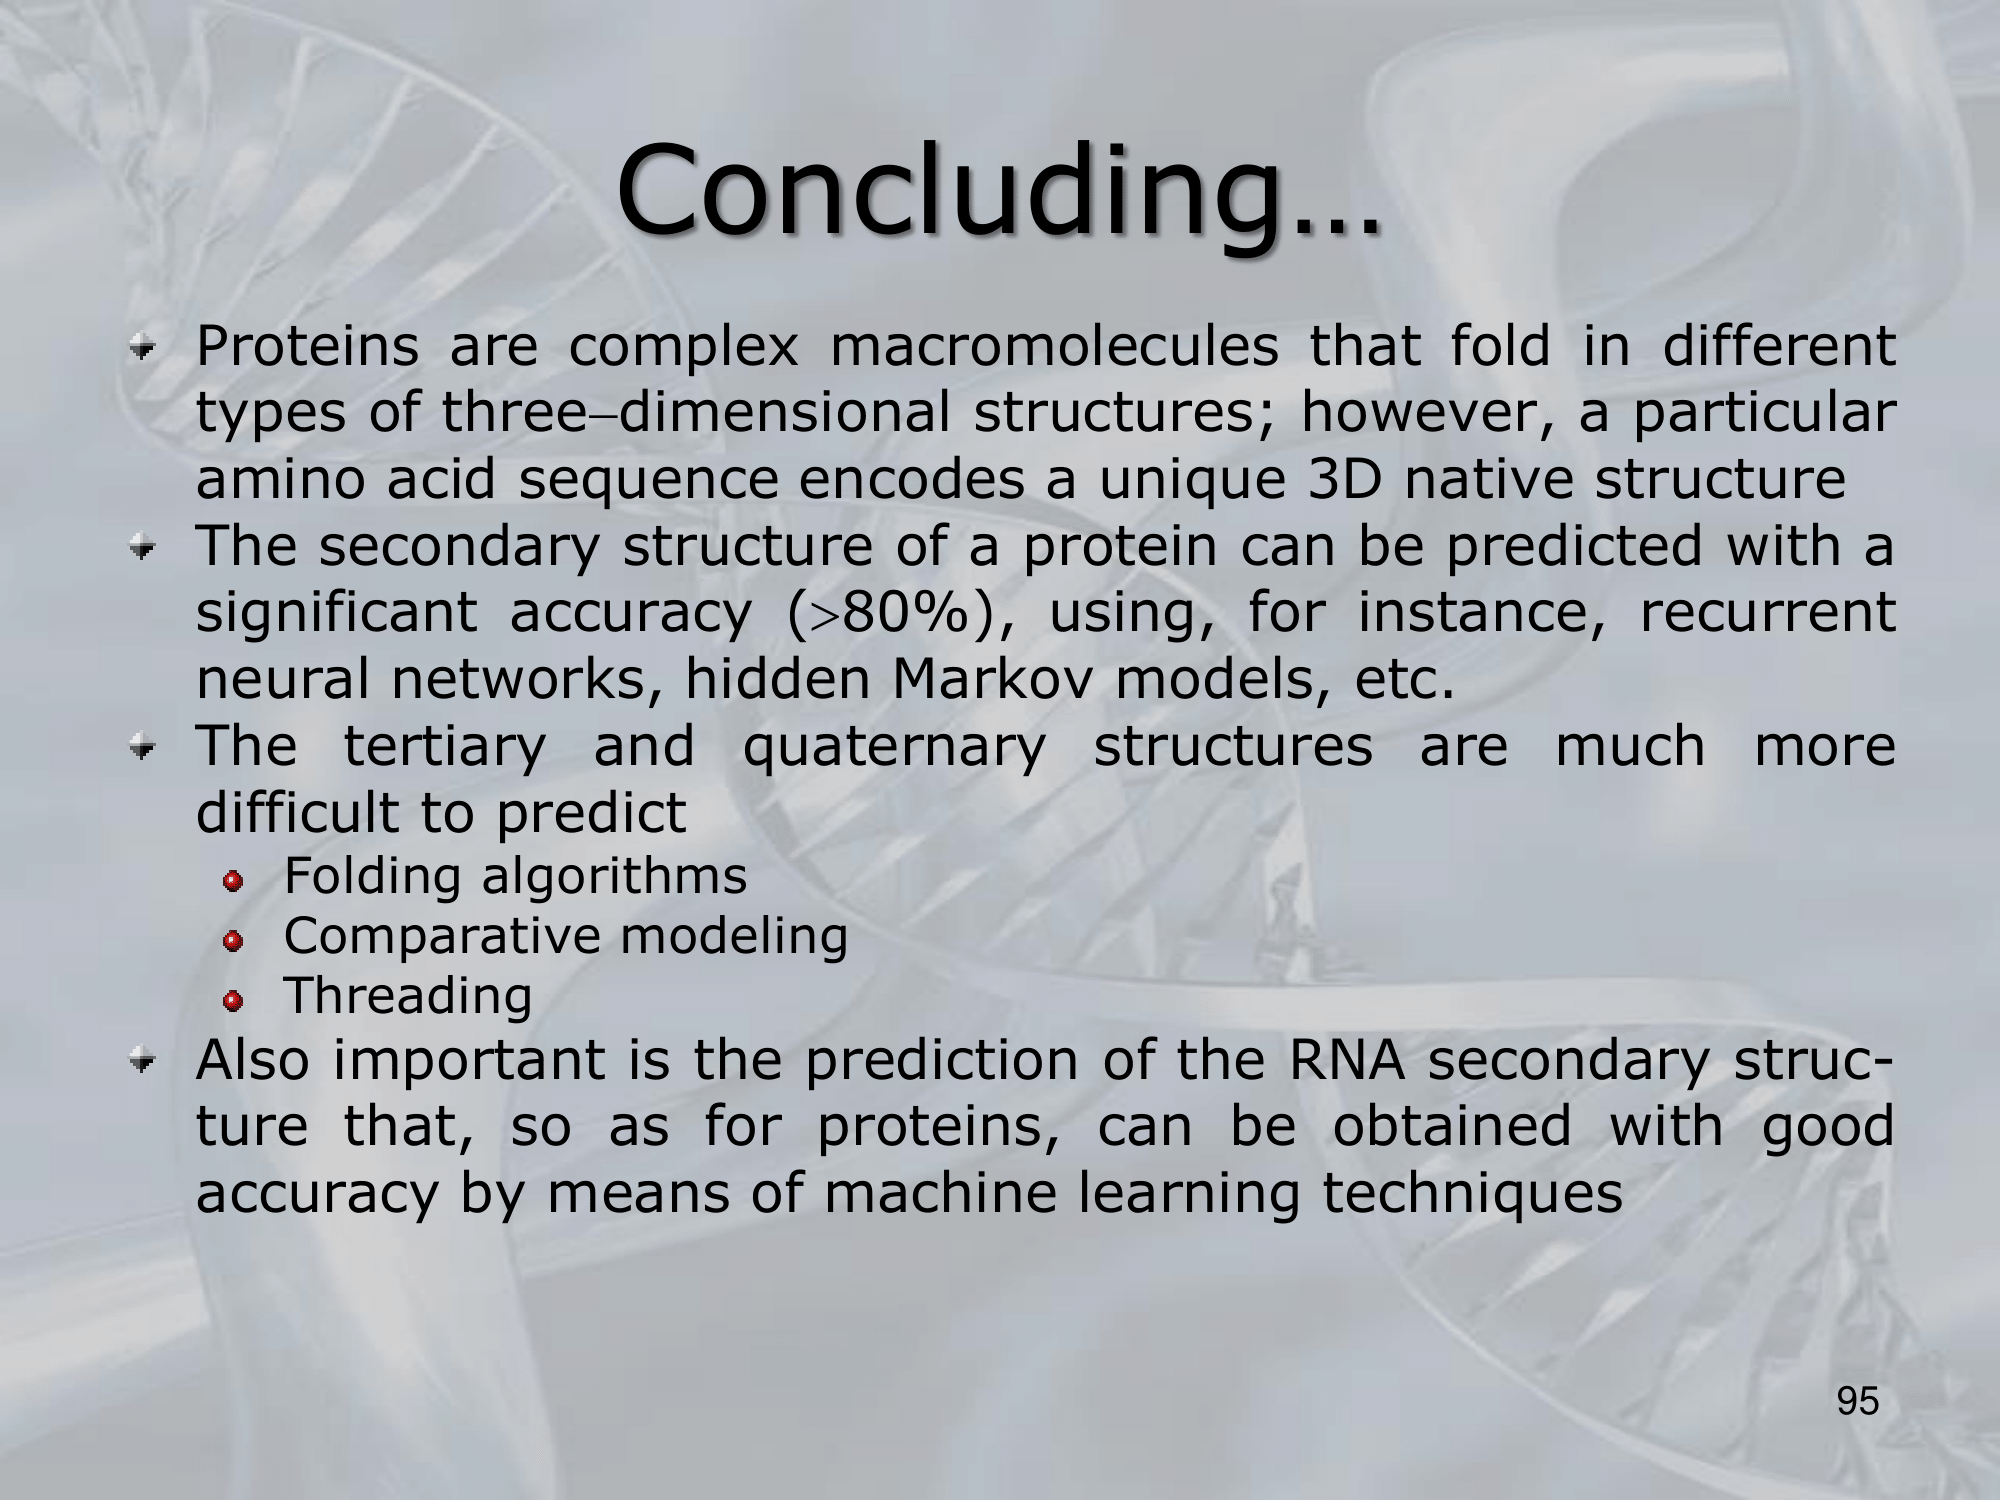 Concluding…
Proteins are complex macromolecules that fold in different
types of three–dimensional structures; however, a particular
amino acid sequence encodes a unique 3D native structure
The secondary structure of a protein can be predicted with a
significant accuracy (>80%), using, for instance, recurrent
neural networks, hidden Markov models, etc.
The tertiary and quaternary structures are much more
difficult to predict
Folding algorithms
Comparative modeling
Threading
Also important is the prediction of the RNA secondary struc-
ture that, so as for proteins, can be obtained with good
accuracy by means of machine learning techniques
95